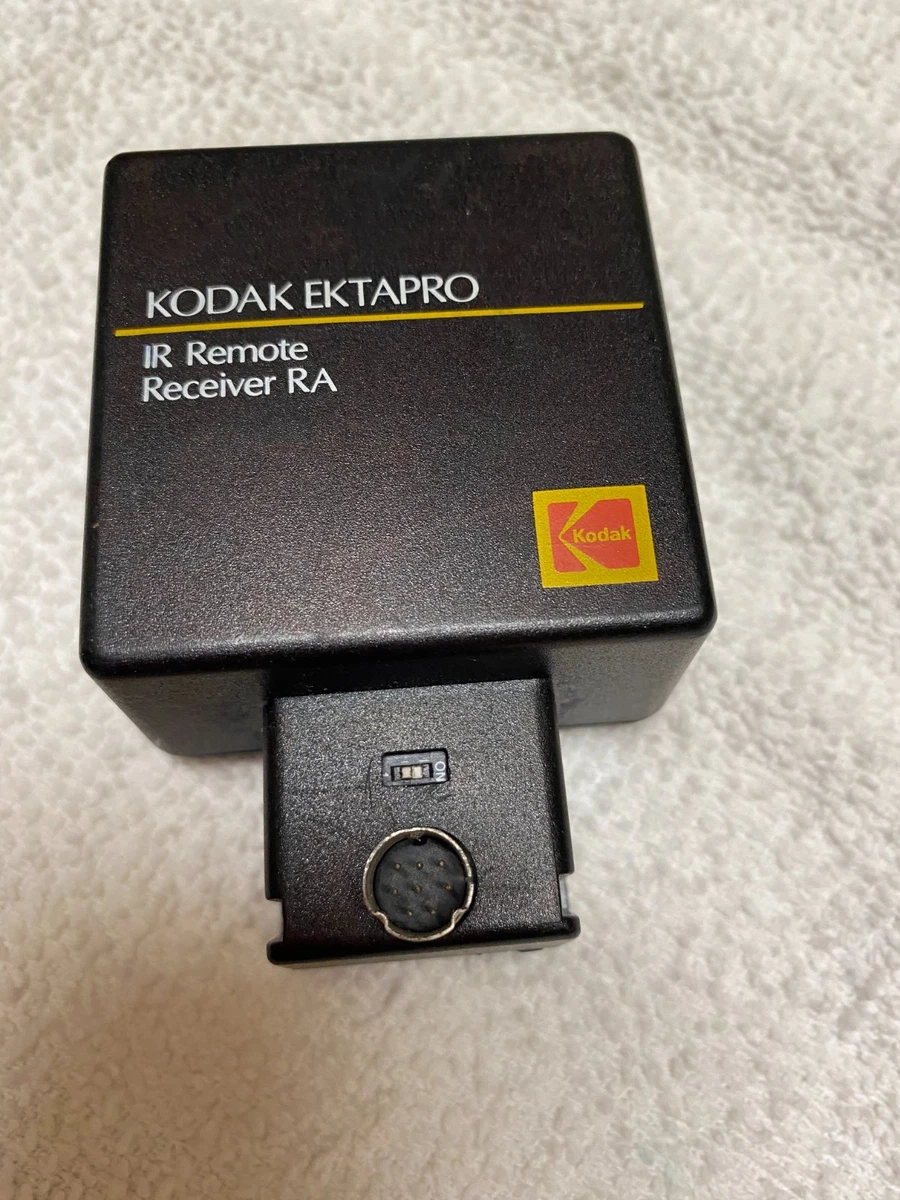 KODAK EKTAPRO
IR Remote
Receiver RA
Kodak
ON